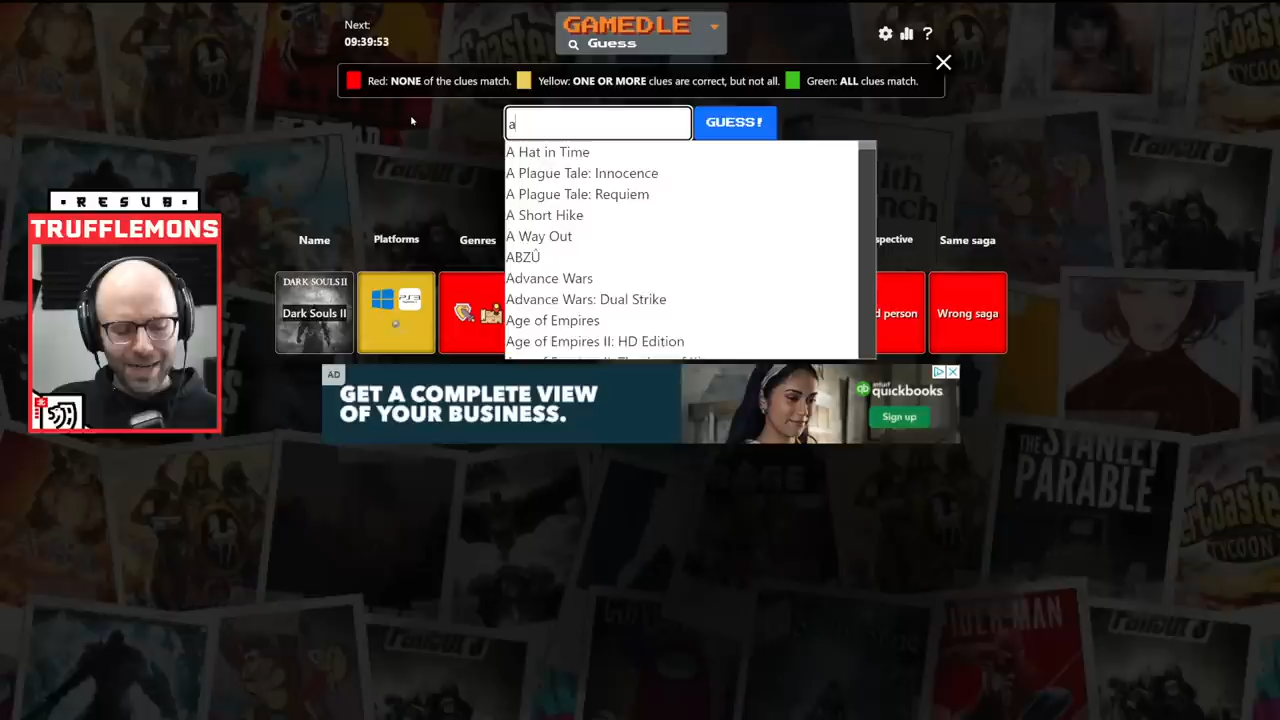 Next:
09:39:53
GAMEDLE
Guess
Red: NONE of the clues match.
Yellow: ONE OR MORE clues are correct, but not all.
Green: ALL clues match.
a
GUESS!
A Hat in Time
A Plague Tale: Innocence
A Plague Tale: Requiem
A Short Hike
A Way Out
ABZÛ
Advance Wars
Advance Wars: Dual Strike
Age of Empires
Age of Empires II: HD Edition
• RESUB •
TRUFFLEMONS
Name
Platforms
Genres
spective
Same saga
DARK SOULS II
Dark Souls II
PS3
d person
Wrong saga
AD
GET A COMPLETE VIEW
OF YOUR BUSINESS.
intuit
quickbooks
Sign up
THE STANLEY
PARABLE